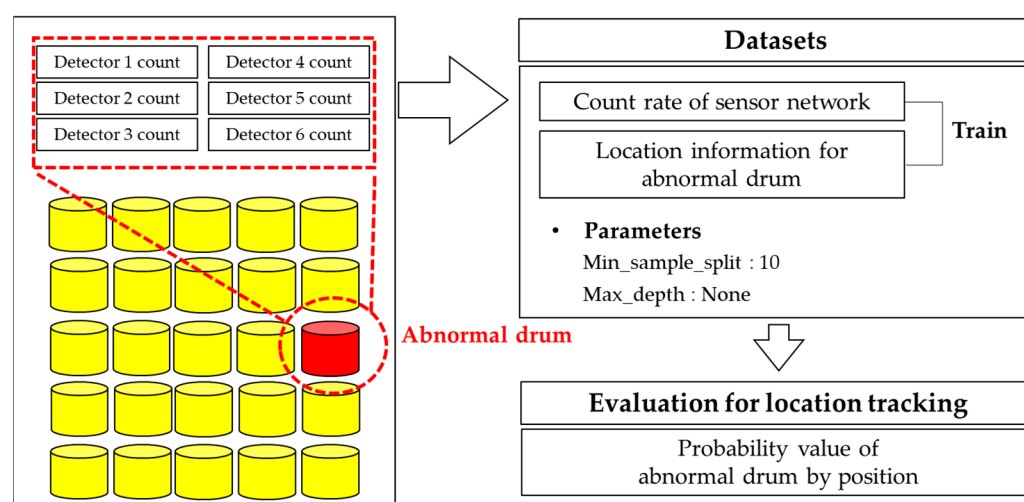 Detector 1 count
Detector 4 count
Detector 2 count
Detector 5 count
Detector 3 count
Detector 6 count
Abnormal drum
Datasets
Count rate of sensor network
Location information for
abnormal drum
Train
• Parameters
Min_sample_split : 10
Max_depth : None
Evaluation for location tracking
Probability value of
abnormal drum by position